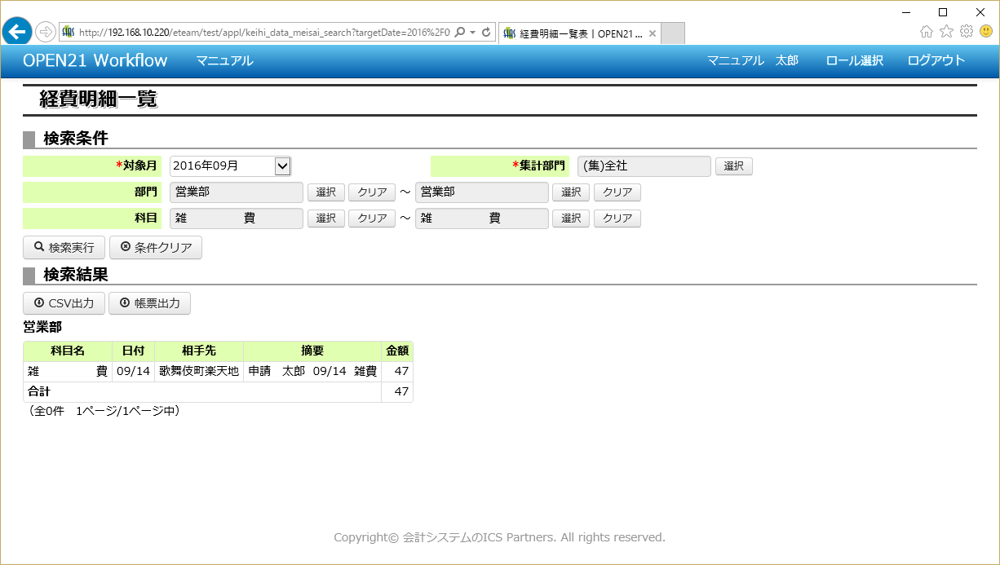 http://192.168.10.220/eteam/test/appl/keihi_data_meisai_search?targetDate=2016%2F0
経費明細一覧表 | OPEN21 ...
OPEN21 Workflow マニュアル マニュアル 太郎 ロール選択 ログアウト
経費明細一覧
検索条件
*対象月 2016年09月 *集計部門 (集)全社 選択
部門 営業部 選択 クリア ～ 営業部 選択 クリア
科目 雑 費 選択 クリア ～ 雑 費 選択 クリア
検索実行 条件クリア
検索結果
CSV出力 帳票出力
営業部
科目名 日付 相手先 摘要 金額
雑 費 09/14 歌舞伎町楽天地 申請 太郎 09/14 雑費 47
合計 47
（全0件 1ページ/1ページ中）
Copyright© 会計システムのICS Partners. All rights reserved.